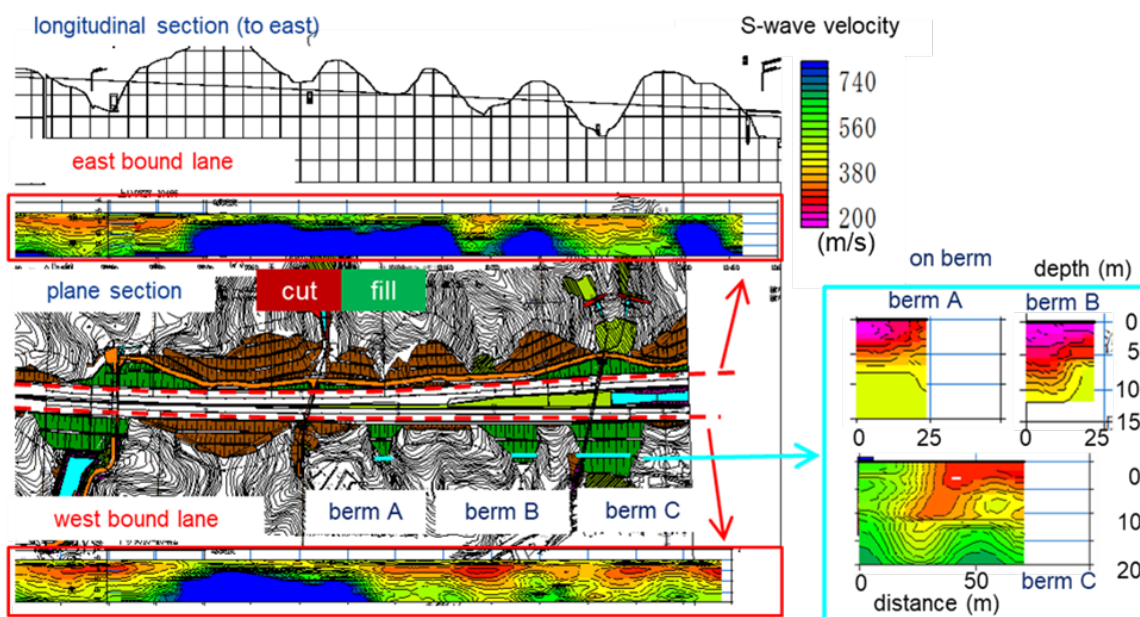 longitudinal section (to east)
S-wave velocity
740
560
380
200
(m/s)
east bound lane
plane section
cut
fill
on berm
depth (m)
berm A
berm B
0
5
10
15
0
25
0
25
0
10
20
0
50
berm C
distance (m)
west bound lane
berm A
berm B
berm C